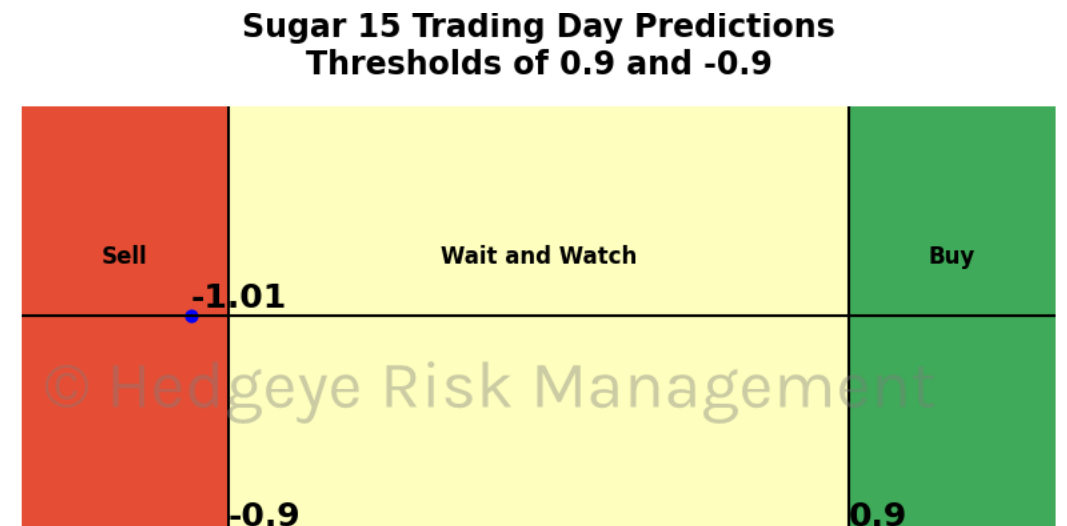 Sugar 15 Trading Day Predictions
Thresholds of 0.9 and -0.9
Sell Wait and Watch Buy
-1.01
© Hedgeye Risk Management
-0.9 0.9